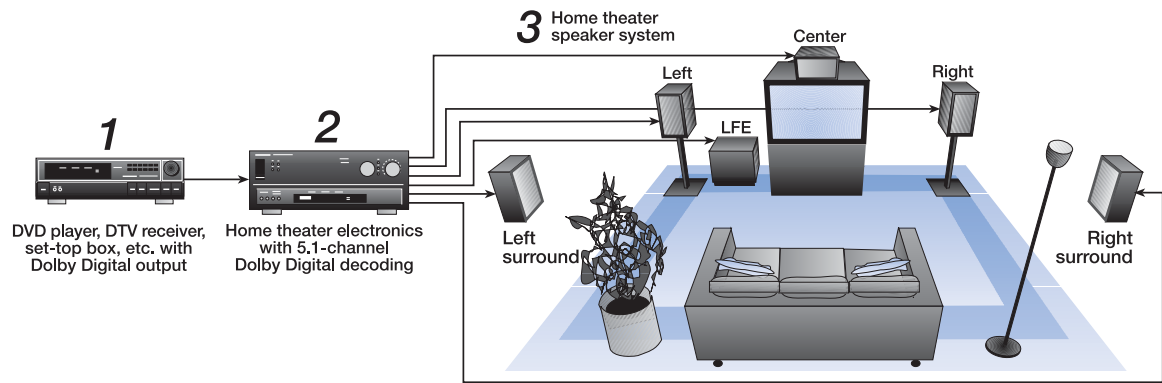 3 Home theater
speaker system
Center
Left
Right
1
2
LFE
DVD player, DTV receiver,
set-top box, etc. with
Dolby Digital output
Home theater electronics
with 5.1-channel
Dolby Digital decoding
Left
surround
Right
surround